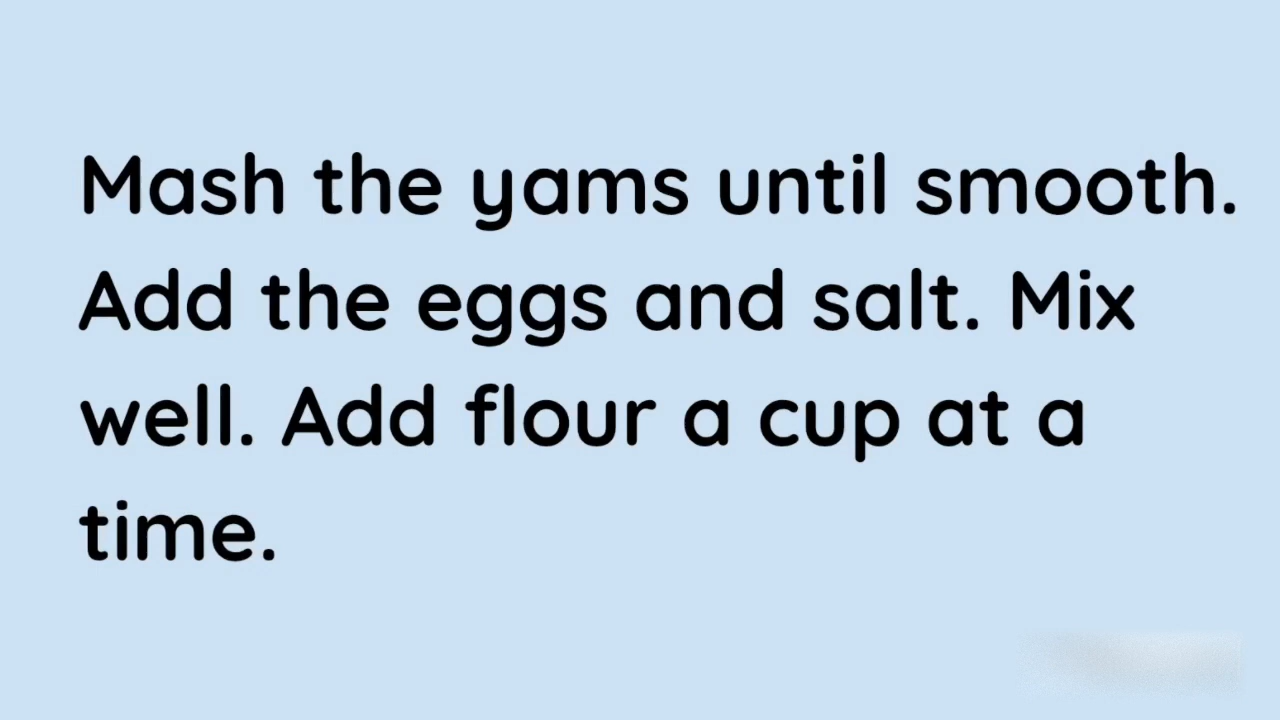 Mash the yams until smooth.
Add the eggs and salt. Mix
well. Add flour a cup at a
time.